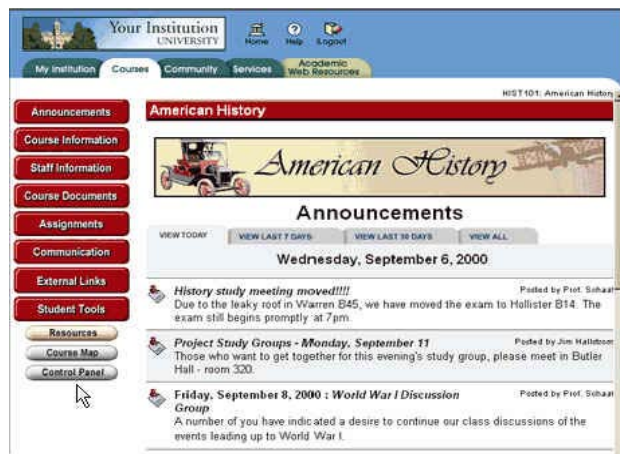 Your Institution
UNIVERSITY
Home Help Logout
My Institution Courses Community Services Academic Web Resources
HIST101: American History
Announcements
Course Information
Staff Information
Course Documents
Assignments
Communication
External Links
Student Tools
Resources
Course Map
Control Panel
American History
American History
Announcements
VIEW TODAY VIEW LAST 7 DAYS VIEW LAST 30 DAYS VIEW ALL
Wednesday, September 6, 2000
History study meeting moved!!!! Posted by Prof.
Due to the leaky roof in Warren B45, we have moved the exam to Hollister B14. The
exam still begins promptly at 7pm.
Project Study Groups - Monday, September 11 Posted by Jim Hallstrom
Those who want to get together for this evening's study group, please meet in Butler
Hall - room 320.
Friday, September 8, 2000 : World War I Discussion Posted by Prof.
Group
A number of you have indicated a desire to continue our class discussions of the
events leading up to World War I.